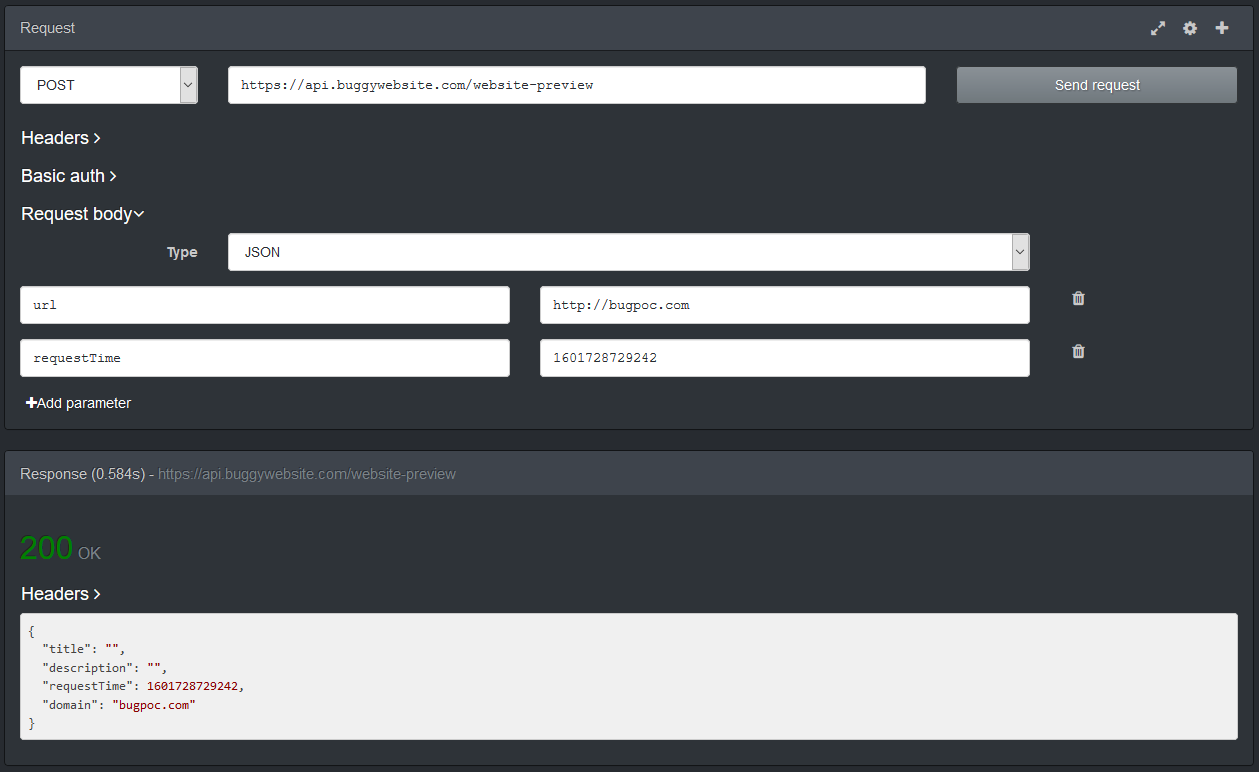 Request
POST https://api.buggywebsite.com/website-preview Send request
Headers
Basic auth
Request body
Type JSON
url http://bugpoc.com
requestTime 1601728729242
Add parameter
Response (0.584s) - https://api.buggywebsite.com/website-preview
200 OK
Headers
{
"title": "",
"description": "",
"requestTime": 1601728729242,
"domain": "bugpoc.com"
}